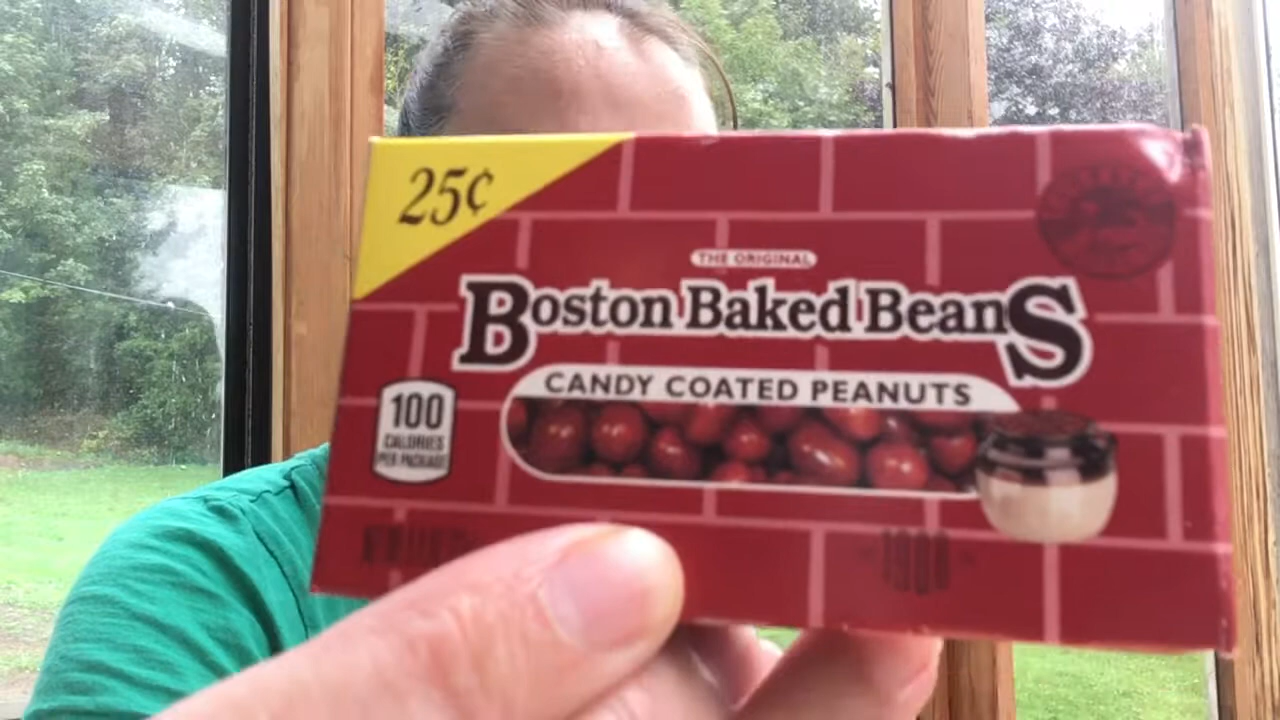 25¢
THE ORIGINAL
Boston Baked Beans
CANDY COATED PEANUTS
100
CALORIES
PER PACKAGE